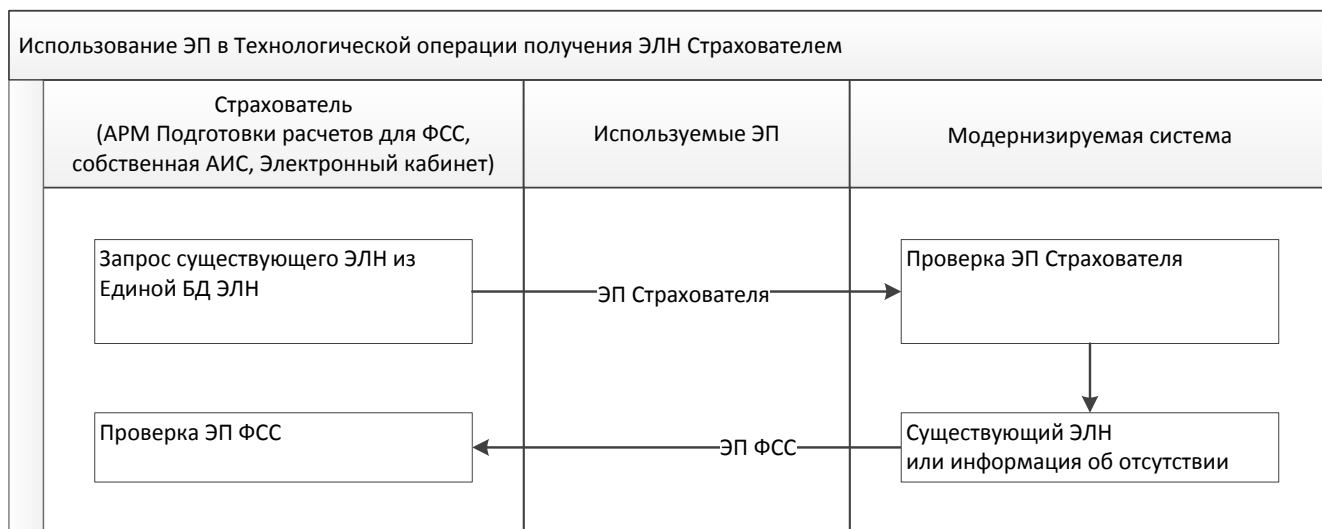 Использование ЭП в Технологической операции получения ЭЛН Страхователем
Страхователь
(АРМ Подготовки расчетов для ФСС,
собственная АИС, Электронный кабинет)
Используемые ЭП
Модернизируемая система
Запрос существующего ЭЛН из
Единой БД ЭЛН
ЭП Страхователя
Проверка ЭП Страхователя
Проверка ЭП ФСС
ЭП ФСС
Существующий ЭЛН
или информация об отсутствии